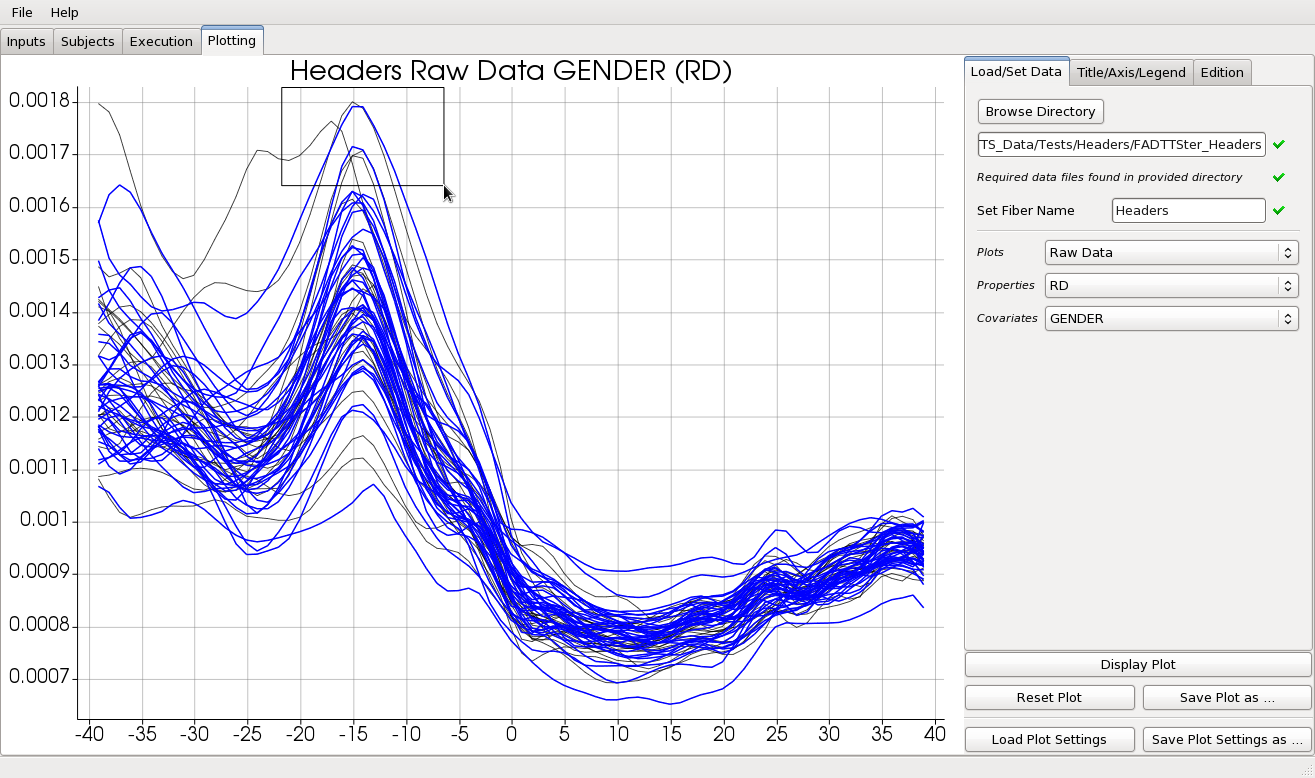 File Help
Inputs Subjects Execution Plotting
Headers Raw Data GENDER (RD)
0.0018
0.0017
0.0016
0.0015
0.0014
0.0013
0.0012
0.0011
0.001
0.0009
0.0008
0.0007
-40 -35 -30 -25 -20 -15 -10 -5 0 5 10 15 20 25 30 35 40
Load/Set Data Title/Axis/Legend Edition
Browse Directory
TS_Data/Tests/Headers/FADTTSter_Headers
Required data files found in provided directory
Set Fiber Name Headers
Plots Raw Data
Properties RD
Covariates GENDER
Display Plot
Reset Plot Save Plot as ...
Load Plot Settings Save Plot Settings as ...